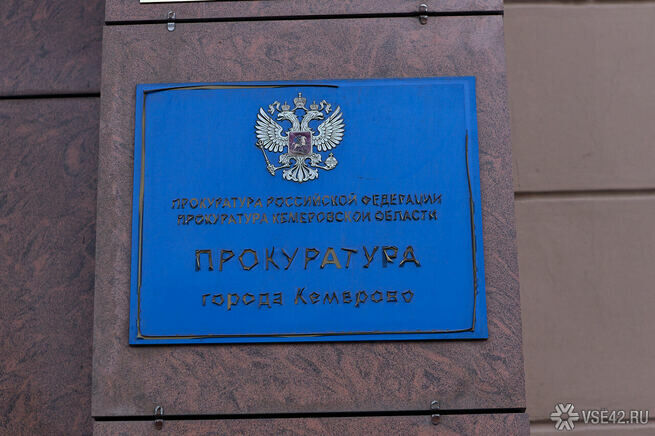 ПРОКУРАТУРА РОССИЙСКОЙ ФЕДЕРАЦИИ
ПРОКУРАТУРА КЕМЕРОВСКОЙ ОБЛАСТИ
ПРОКУРАТУРА
города Кемерово
VSE42.RU